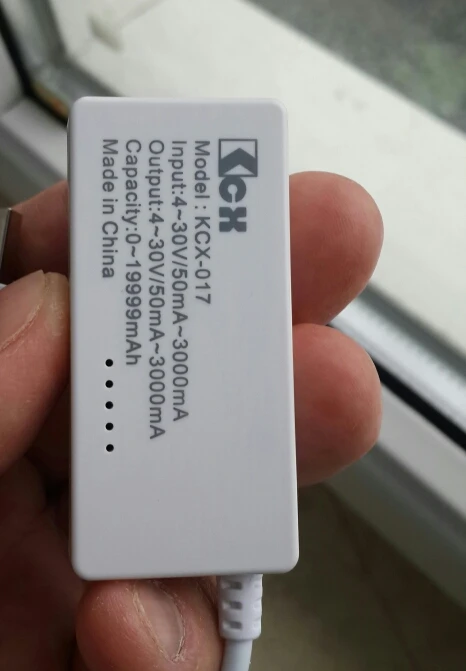 KCX
Model : KCX-017
Input:4~30V/50mA~3000mA
Output:4~30V/50mA~3000mA
Capacity:0~19999mAh
Made in China